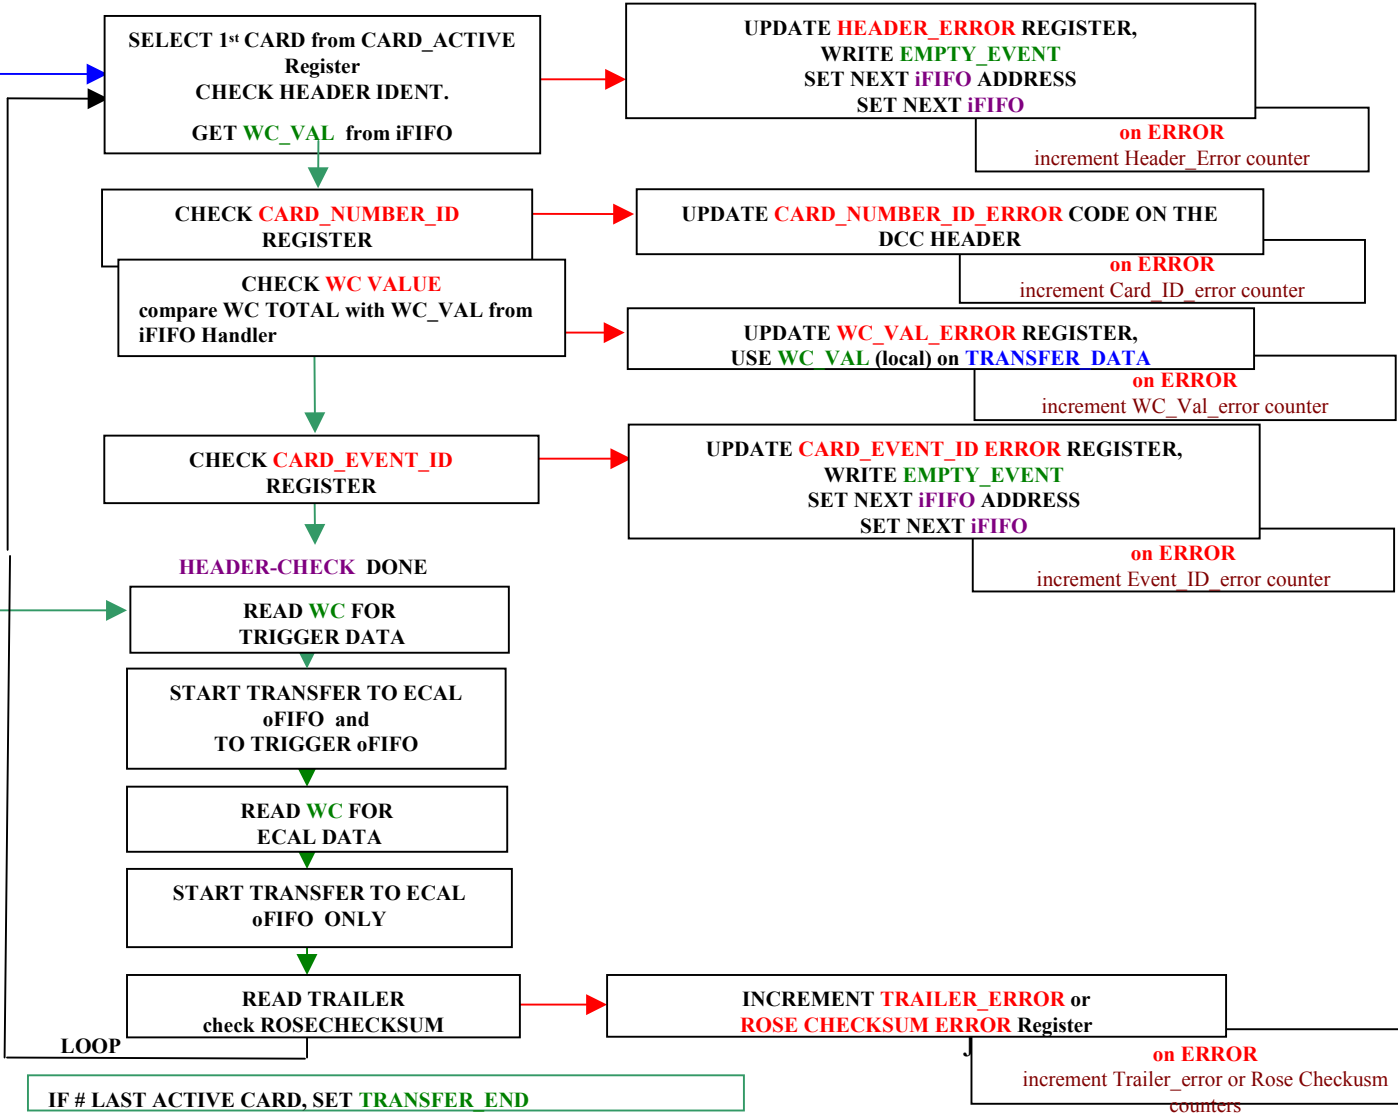 SELECT 1st CARD from CARD_ACTIVE
Register
CHECK HEADER IDENT.
GET WC_VAL from iFIFO
UPDATE HEADER_ERROR REGISTER,
WRITE EMPTY_EVENT
SET NEXT iFIFO ADDRESS
SET NEXT iFIFO
on ERROR
increment Header_Error counter
CHECK CARD_NUMBER_ID
REGISTER
UPDATE CARD_NUMBER_ID_ERROR CODE ON THE
DCC HEADER
on ERROR
increment Card_ID_error counter
CHECK WC VALUE
compare WC TOTAL with WC_VAL from
iFIFO Handler
UPDATE WC_VAL_ERROR REGISTER,
USE WC_VAL (local) on TRANSFER_DATA
on ERROR
increment WC_Val_error counter
CHECK CARD_EVENT_ID
REGISTER
UPDATE CARD_EVENT_ID ERROR REGISTER,
WRITE EMPTY_EVENT
SET NEXT iFIFO ADDRESS
SET NEXT iFIFO
on ERROR
increment Event_ID_error counter
HEADER-CHECK DONE
READ WC FOR
TRIGGER DATA
START TRANSFER TO ECAL
oFIFO and
TO TRIGGER oFIFO
READ WC FOR
ECAL DATA
START TRANSFER TO ECAL
oFIFO ONLY
READ TRAILER
check ROSECHECKSUM
INCREMENT TRAILER_ERROR or
ROSE CHECKSUM ERROR Register
on ERROR
increment Trailer_error or Rose Checkusm
counters
LOOP
IF # LAST ACTIVE CARD, SET TRANSFER_END